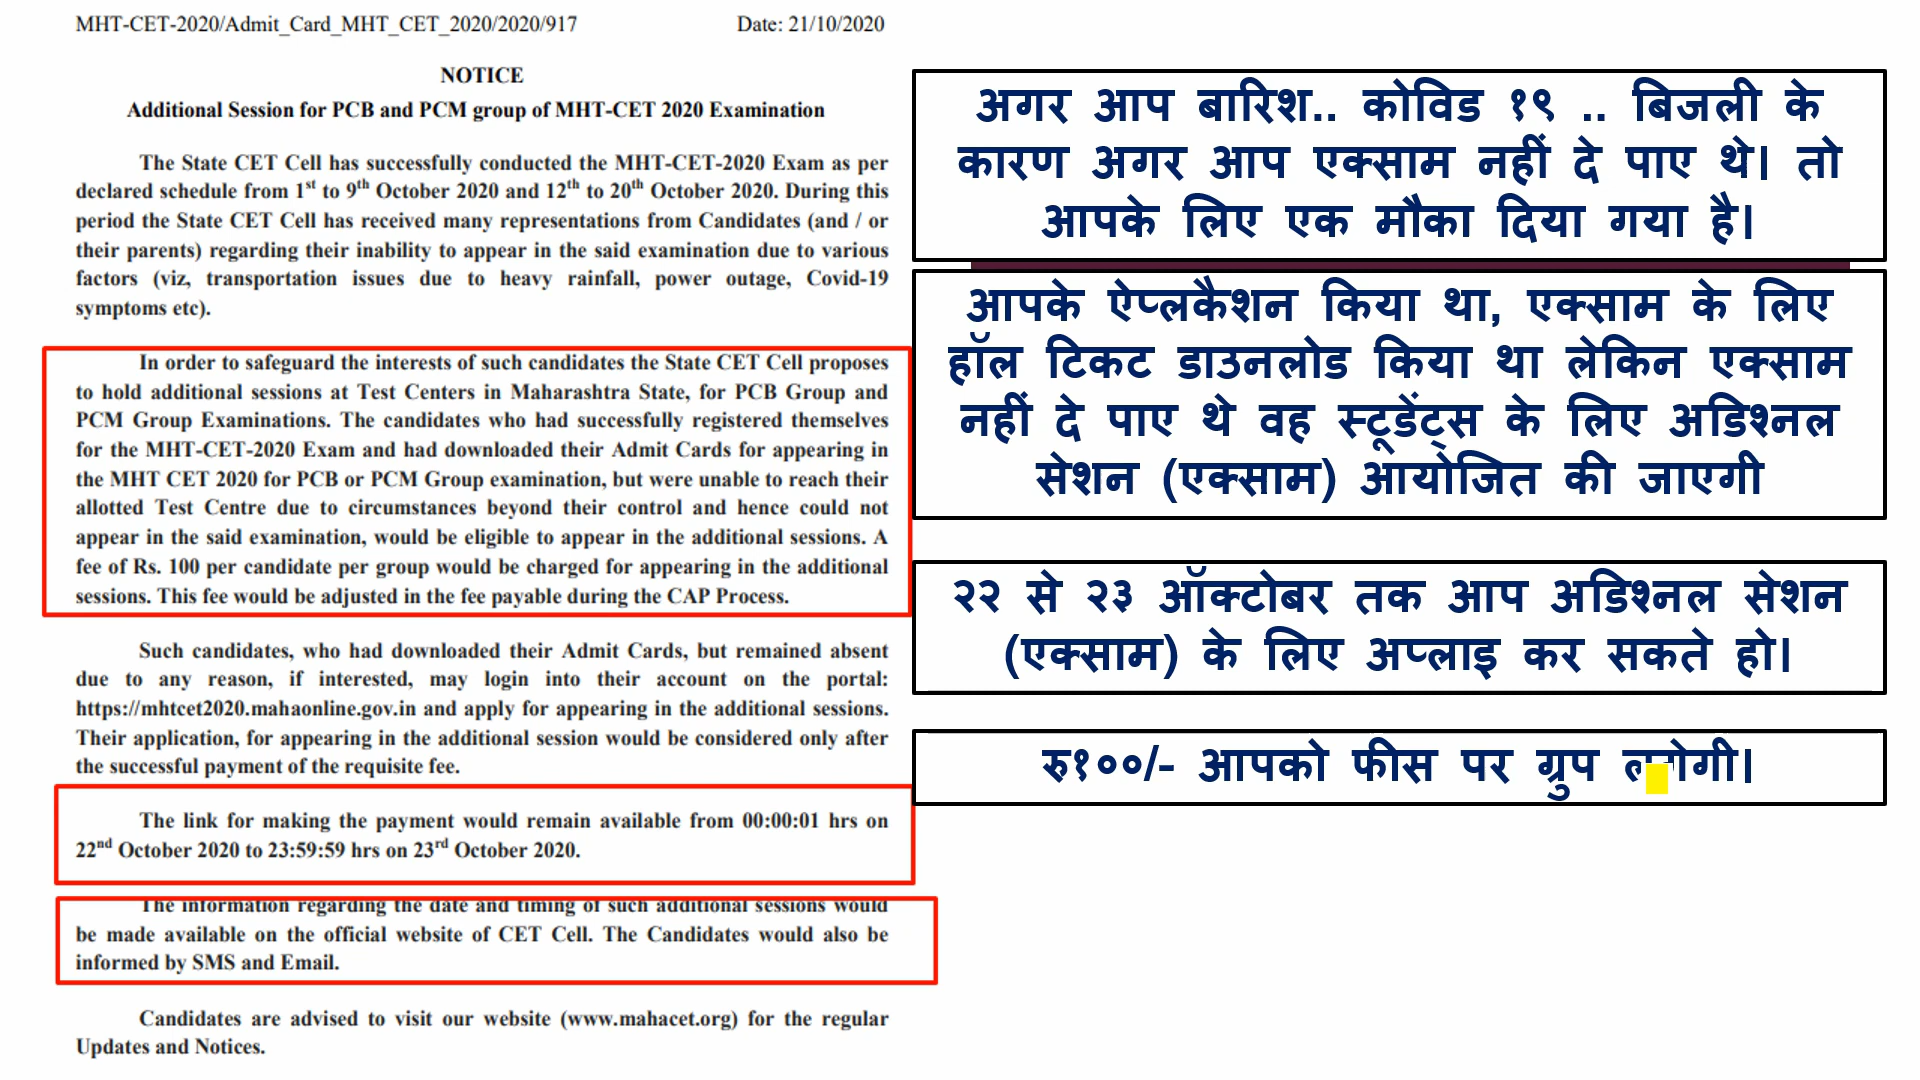 MHT-CET-2020/Admit_Card_MHT_CET_2020/2020/917 Date: 21/10/2020
NOTICE
Additional Session for PCB and PCM group of MHT-CET 2020 Examination
The State CET Cell has successfully conducted the MHT-CET-2020 Exam as per
declared schedule from 1st to 9th October 2020 and 12th to 20th October 2020. During this
period the State CET Cell has received many representations from Candidates (and / or
their parents) regarding their inability to appear in the said examination due to various
factors (viz, transportation issues due to heavy rainfall, power outage, Covid-19
symptoms etc).
In order to safeguard the interests of such candidates the State CET Cell proposes
to hold additional sessions at Test Centers in Maharashtra State, for PCB Group and
PCM Group Examinations. The candidates who had successfully registered themselves
for the MHT-CET-2020 Exam and had downloaded their Admit Cards for appearing in
the MHT CET 2020 for PCB or PCM Group examination, but were unable to reach their
allotted Test Centre due to circumstances beyond their control and hence could not
appear in the said examination, would be eligible to appear in the additional sessions. A
fee of Rs. 100 per candidate per group would be charged for appearing in the additional
sessions. This fee would be adjusted in the fee payable during the CAP Process.
Such candidates, who had downloaded their Admit Cards, but remained absent
due to any reason, if interested, may login into their account on the portal:
https://mhtcet2020.mahaonline.gov.in and apply for appearing in the additional sessions.
Their application, for appearing in the additional session would be considered only after
the successful payment of the requisite fee.
The link for making the payment would remain available from 00:00:01 hrs on
22nd October 2020 to 23:59:59 hrs on 23rd October 2020.
The information regarding the date and timing of such additional sessions would
be made available on the official website of CET Cell. The Candidates would also be
informed by SMS and Email.
Candidates are advised to visit our website (www.mahacet.org) for the regular
Updates and Notices.
अगर आप बारिश.. कोविड १९ .. बिजली के
कारण अगर आप एक्साम नहीं दे पाए थे। तो
आपके लिए एक मौका दिया गया है।
आपके ऐप्लकैशन किया था, एक्साम के लिए
हॉल टिकट डाउनलोड किया था लेकिन एक्साम
नहीं दे पाए थे वह स्टूडेंट्स के लिए अडिश्नल
सेशन (एक्साम) आयोजित की जाएगी
२२ से २३ ऑक्टोबर तक आप अडिश्नल सेशन
(एक्साम) के लिए अप्लाइ कर सकते हो।
रु१००/- आपको फीस पर ग्रुप